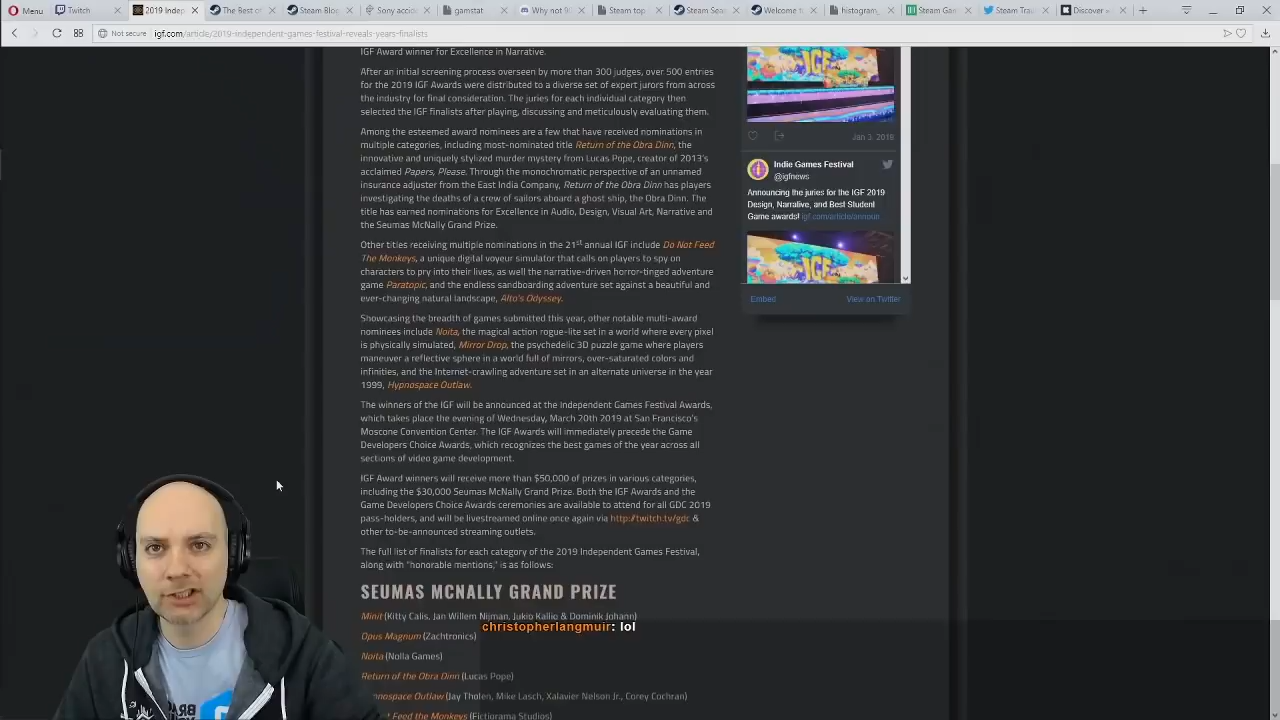 Menu
Twitch
2019 Indep
The Best of
Steam Blog
Why not 9
Steam Sear
Welcome t
histogram_
Steam Gam
Steam Trac
Discover
Not secure
igf.com/article/2019-independent-games-festival-reveals-years-finalists
IGF Award winner for Excellence in Narrative.
After an initial screening process overseen by more than 300 judges, over 500 entries
for the 2019 IGF Awards were distributed to a diverse set of expert jurors from across
the industry for final consideration. The juries for each individual category then
selected the IGF finalists after playing, discussing and meticulously evaluating them.
Among the esteemed award nominees are a few that have received nominations in
multiple categories, including most-nominated title Return of the Obra Dinn, the
innovative and uniquely stylized murder mystery from Lucas Pope, creator of 2013's
acclaimed Papers, Please. Through the monochromatic perspective of an unnamed
insurance adjuster from the East India Company, Return of the Obra Dinn has players
investigating the deaths of a crew of sailors aboard a ghost ship, the Obra Dinn. The
title has earned nominations for Excellence in Audio, Design, Visual Art, Narrative and
the Seumas McNally Grand Prize.
Other titles receiving multiple nominations in the 21st annual IGF include Do Not Feed
The Monkeys, a unique digital voyeur simulator that calls on players to spy on
characters to pry into their lives, as well the narrative-driven horror-tinged adventure
game Paratopic, and the endless sandboarding adventure set against a beautiful and
ever-changing natural landscape, Alto's Odyssey.
Showcasing the breadth of games submitted this year, other notable multi-award
nominees include Noita, the magical action rogue-lite set in a world where every pixel
is physically simulated, Mirror Drop, the psychedelic 3D puzzle game where players
maneuver a reflective sphere in a world full of mirrors, over-saturated colors and
infinities, and the Internet-crawling adventure set in an alternate universe in the year
1999, Hypnospace Outlaw.
The winners of the IGF will be announced at the Independent Games Festival Awards,
which takes place the evening of Wednesday, March 20th 2019 at San Francisco's
Moscone Convention Center. The IGF Awards will immediately precede the Game
Developers Choice Awards, which recognizes the best games of the year across all
sections of video game development.
IGF Award winners will receive more than $50,000 of prizes in various categories,
including the $30,000 Seumas McNally Grand Prize. Both the IGF Awards and the
Game Developers Choice Awards ceremonies are available to attend for all GDC 2019
pass-holders, and will be livestreamed online once again via http://twitch.tv/gdc &
other to-be-announced streaming outlets.
The full list of finalists for each category of the 2019 Independent Games Festival,
along with "honorable mentions," is as follows:
SEUMAS MCNALLY GRAND PRIZE
Minit (Kitty Calis, Jan Willem Nijman, Jukio Kallio & Dominik Johann)
christopherlangmuir: lol
Opus Magnum (Zachtronics)
Noita (Nolla Games)
Return of the Obra Dinn (Lucas Pope)
nospace Outlaw (Jay Tholen, Mike Lasch, Xalavier Nelson Jr., Corey Cochran)
Feed the Monkeys (Fictiorama Studios)
IGF
Indie Games Festival
@igfnews
Announcing the juries for the IGF 2019
Design, Narrative, and Best Student
Game awards! igf.com/article/announ…
Embed
View on Twitter